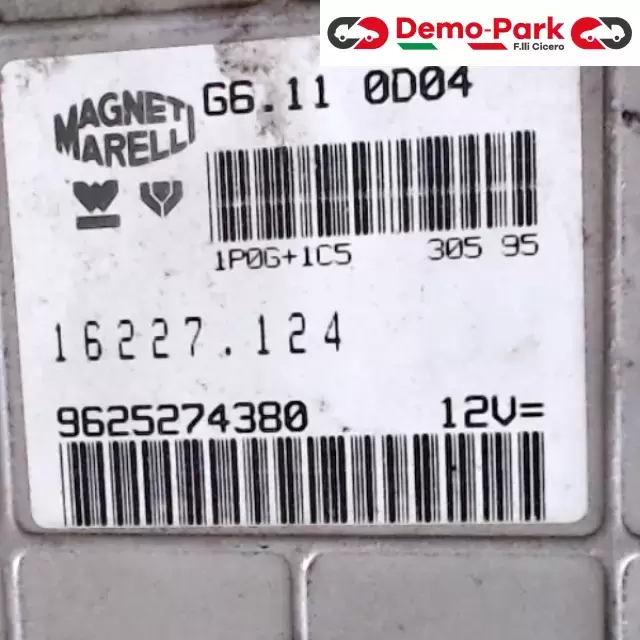 Demo-Park
F.lli Cicero
G6.11 0D04
MAGNETI
MARELLI
1P0G+1C5 305 95
16227.124
9625274380 12V=